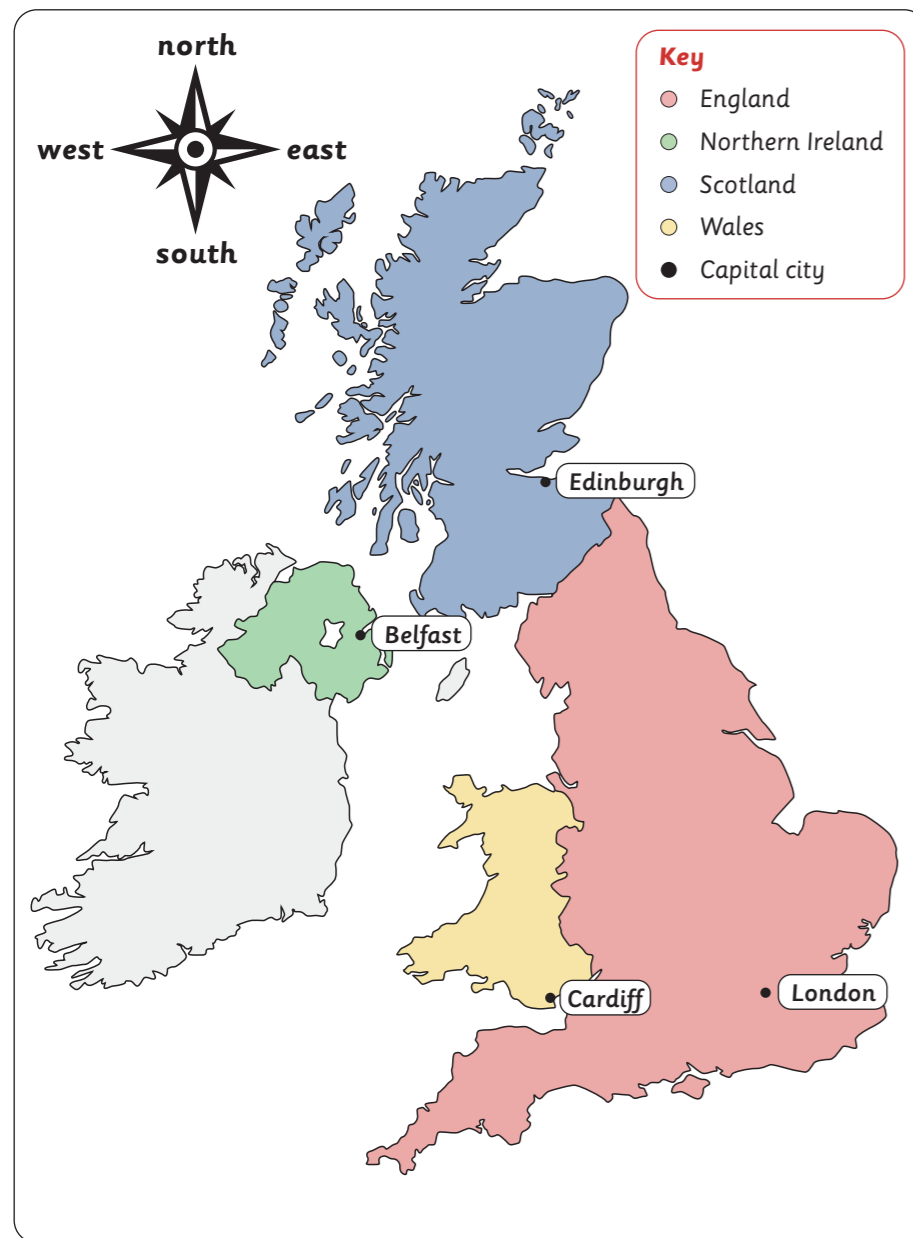 north
west
east
south
Key
England
Northern Ireland
Scotland
Wales
Capital city
Edinburgh
Belfast
Cardiff
London